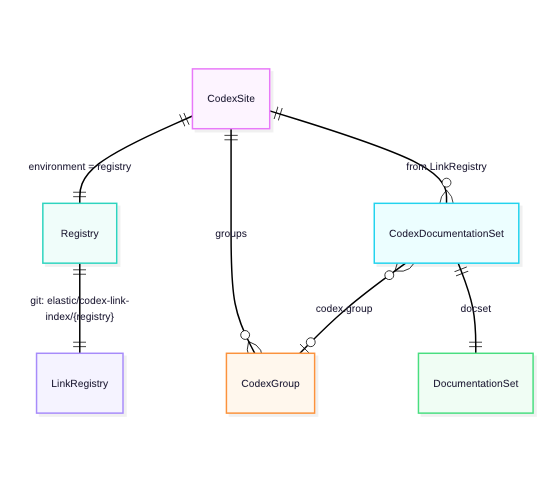 CodexSite
environment = registry
from LinkRegistry
Registry
groups
CodexDocumentationSet
git: elastic/codex-link-
index/{registry}
codex.group
docset
LinkRegistry
CodexGroup
DocumentationSet